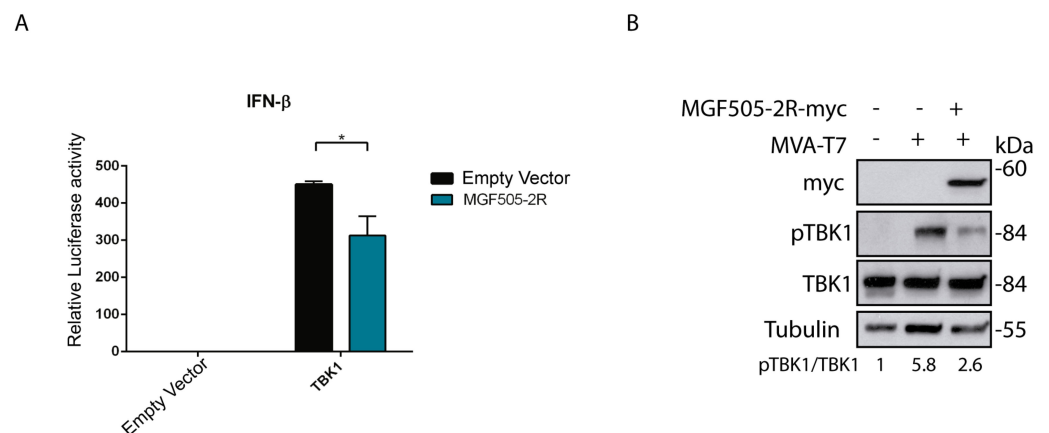 A
B
IFN-β
*
Relative Luciferase activity
500
400
300
200
100
0
Empty Vector
TBK1
Empty Vector
MGF505-2R
MGF505-2R-myc - - +
MVA-T7 - + + kDa
myc -60
pTBK1 -84
TBK1 -84
Tubulin -55
pTBK1/TBK1 1 5.8 2.6